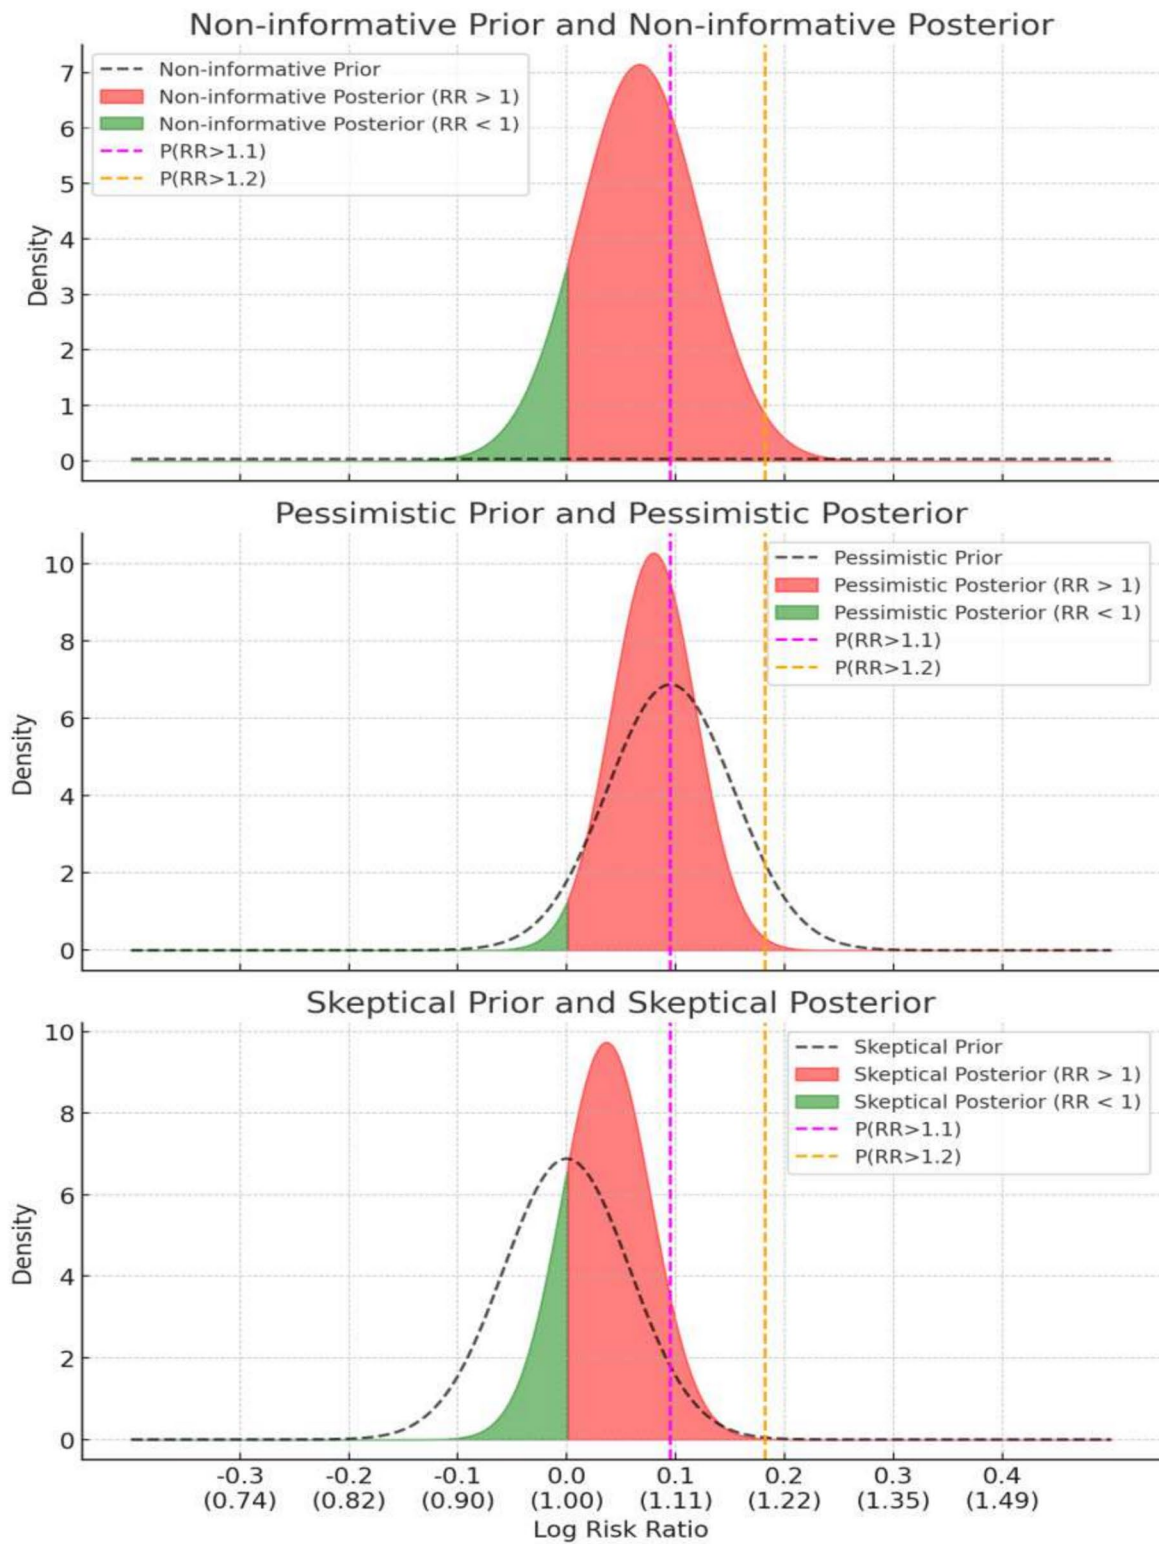 Non-informative Prior and Non-informative Posterior
Non-informative Prior
Non-informative Posterior (RR > 1)
Non-informative Posterior (RR < 1)
P(RR>1.1)
P(RR>1.2)
Density
7
6
5
4
3
2
1
0
Pessimistic Prior and Pessimistic Posterior
Pessimistic Prior
Pessimistic Posterior (RR > 1)
Pessimistic Posterior (RR < 1)
P(RR>1.1)
P(RR>1.2)
Density
10
8
6
4
2
0
Skeptical Prior and Skeptical Posterior
Skeptical Prior
Skeptical Posterior (RR > 1)
Skeptical Posterior (RR < 1)
P(RR>1.1)
P(RR>1.2)
Density
10
8
6
4
2
0
-0.3 -0.2 -0.1 0.0 0.1 0.2 0.3 0.4
(0.74) (0.82) (0.90) (1.00) (1.11) (1.22) (1.35) (1.49)
Log Risk Ratio